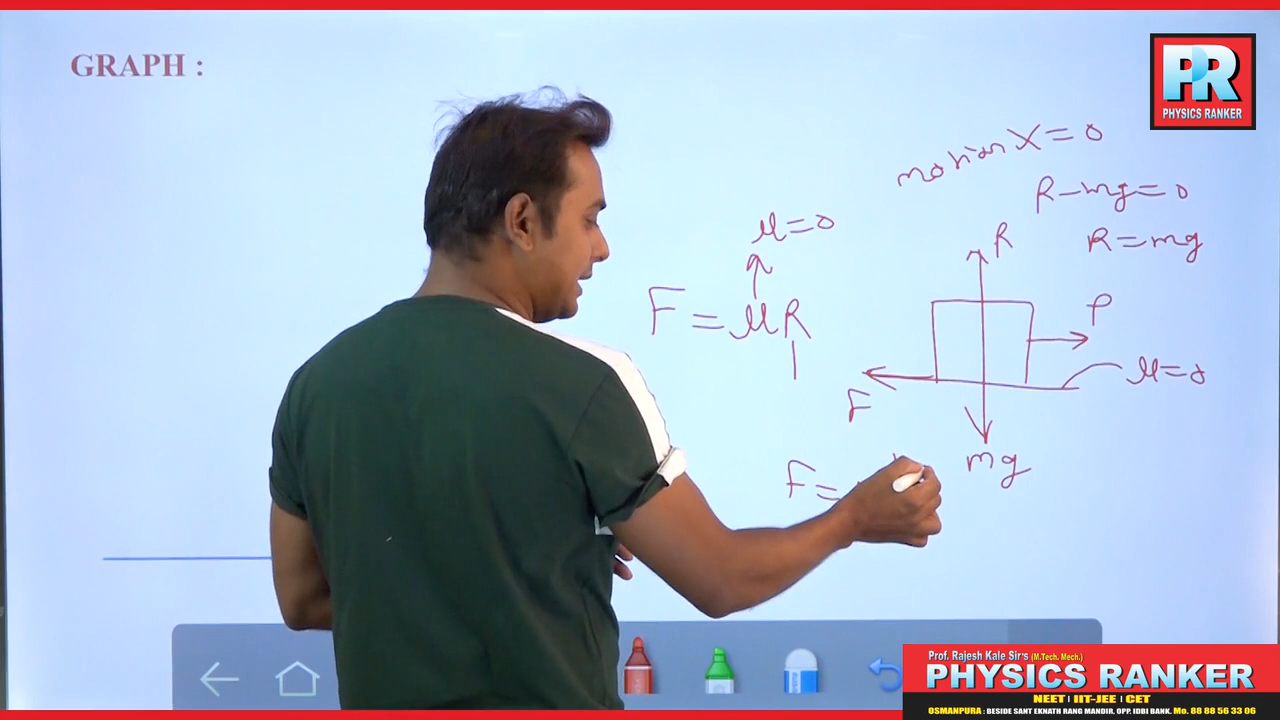 GRAPH :
PR
PHYSICS RANKER
motion X = 0
R - mg = 0
R = mg
μ = 0
F = μR
R
P
μ = 0
F
mg
F =
Prof. Rajesh Kale Sir's (M.Tech. Mech.)
PHYSICS RANKER
NEET | IIT-JEE | CET
OSMANPURA : BESIDE SANT EKNATH RANG MANDIR, OPP. IDBI BANK. Mo. 88 88 56 33 06